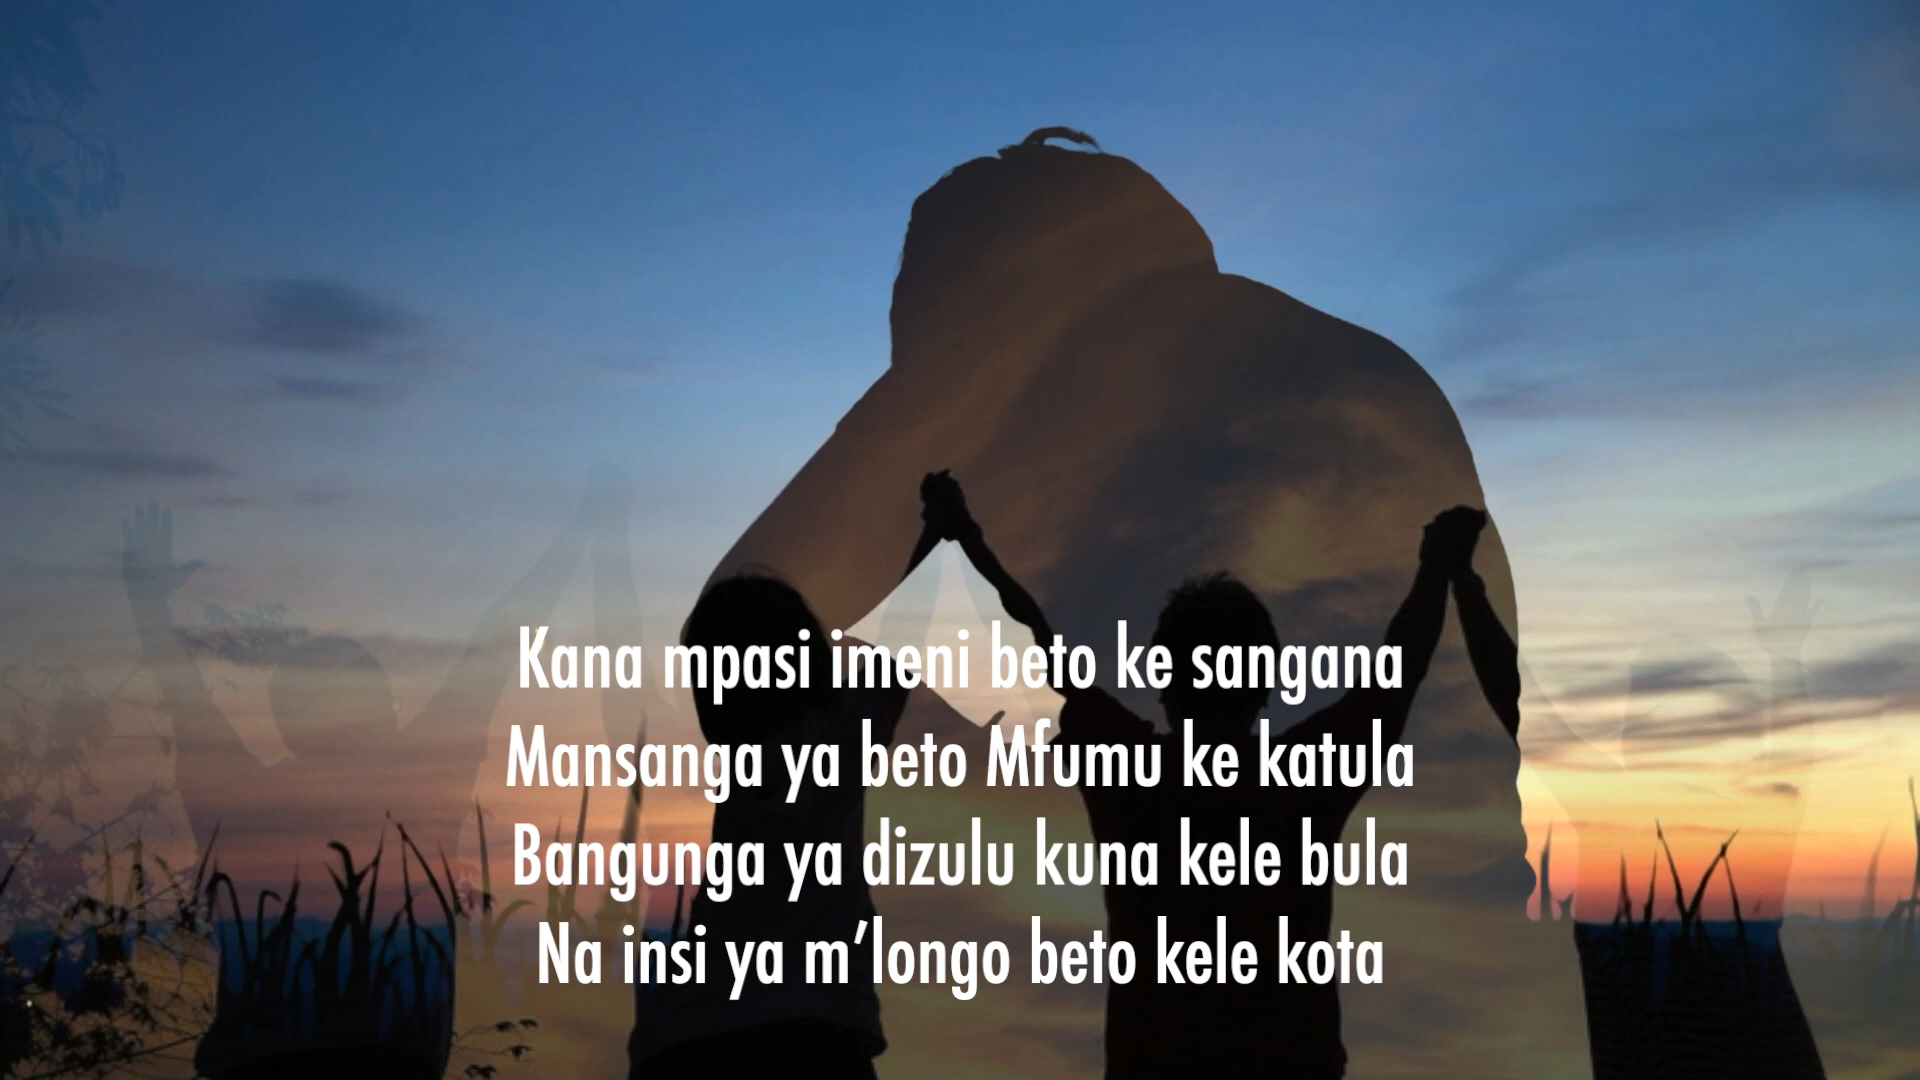 Kana mpasi imeni beto ke sangana
Mansanga ya beto Mfumu ke katula
Bangunga ya dizulu kuna kele bula
Na insi ya m’longo beto kele kota